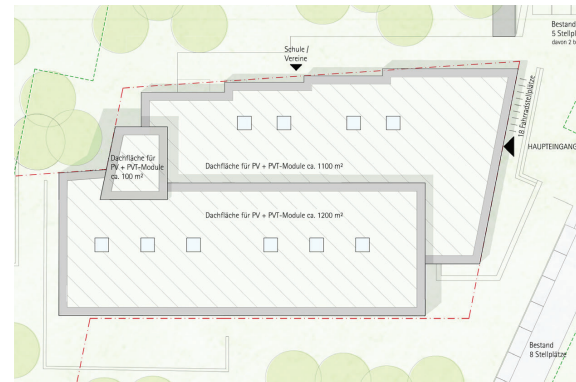 Bestand
5 Stellpl
davon 2 b
Schule /
Vereine
18 Fahrradstellplätze
HAUPTEINGANG
Dachfläche für
PV + PVT-Module
ca. 100 m²
Dachfläche für PV + PVT-Module ca. 1100 m²
Dachfläche für PV + PVT-Module ca. 1200 m²
Bestand
8 Stellplätze